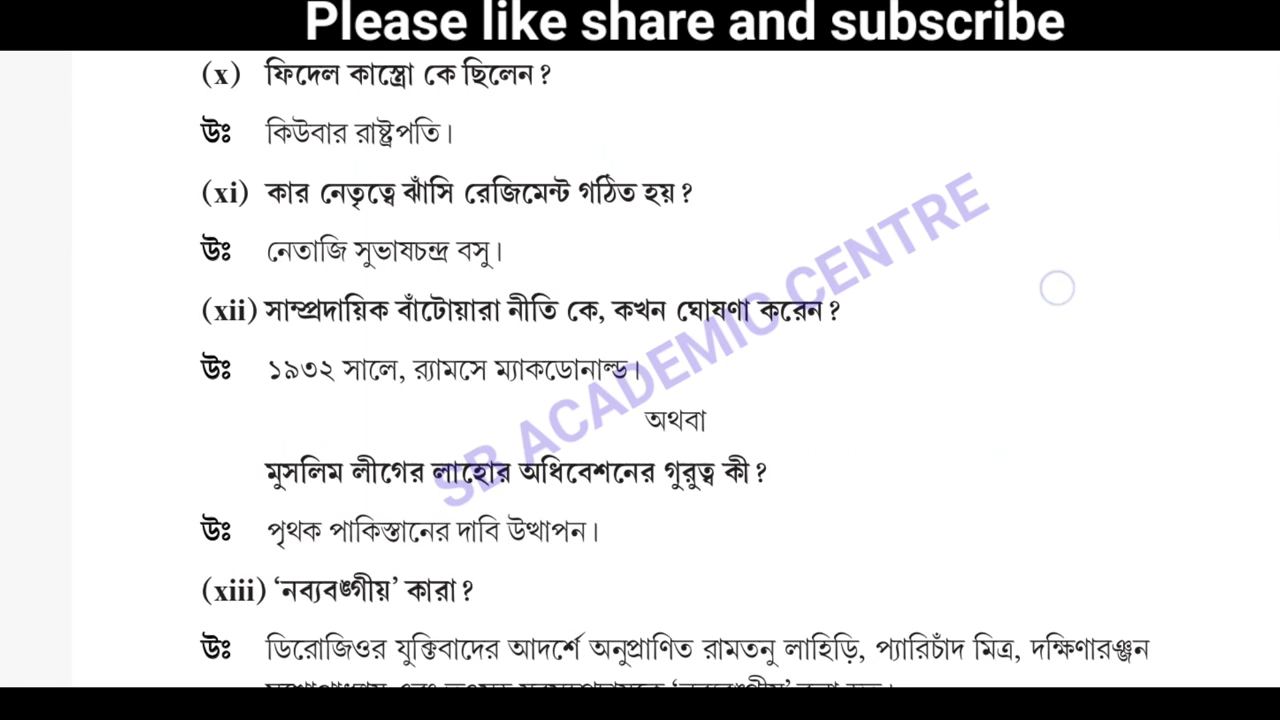 Please like share and subscribe
(x) ফিদেল কাস্ত্রো কে ছিলেন?
উঃ কিউবার রাষ্ট্রপতি।
(xi) কার নেতৃত্বে ঝাঁসি রেজিমেন্ট গঠিত হয়?
উঃ নেতাজি সুভাষচন্দ্র বসু।
(xii) সাম্প্রদায়িক বাঁটোয়ারা নীতি কে, কখন ঘোষণা করেন?
উঃ ১৯৩২ সালে, র‍্যামসে ম্যাকডোনাল্ড।
অথবা
মুসলিম লীগের লাহোর অধিবেশনের গুরুত্ব কী?
উঃ পৃথক পাকিস্তানের দাবি উত্থাপন।
(xiii) ‘নব্যবঙ্গীয়’ কারা?
উঃ ডিরোজিওর যুক্তিবাদের আদর্শে অনুপ্রাণিত রামতনু লাহিড়ি, প্যারিচাঁদ মিত্র, দক্ষিণারঞ্জন
SB ACADEMIC CENTRE